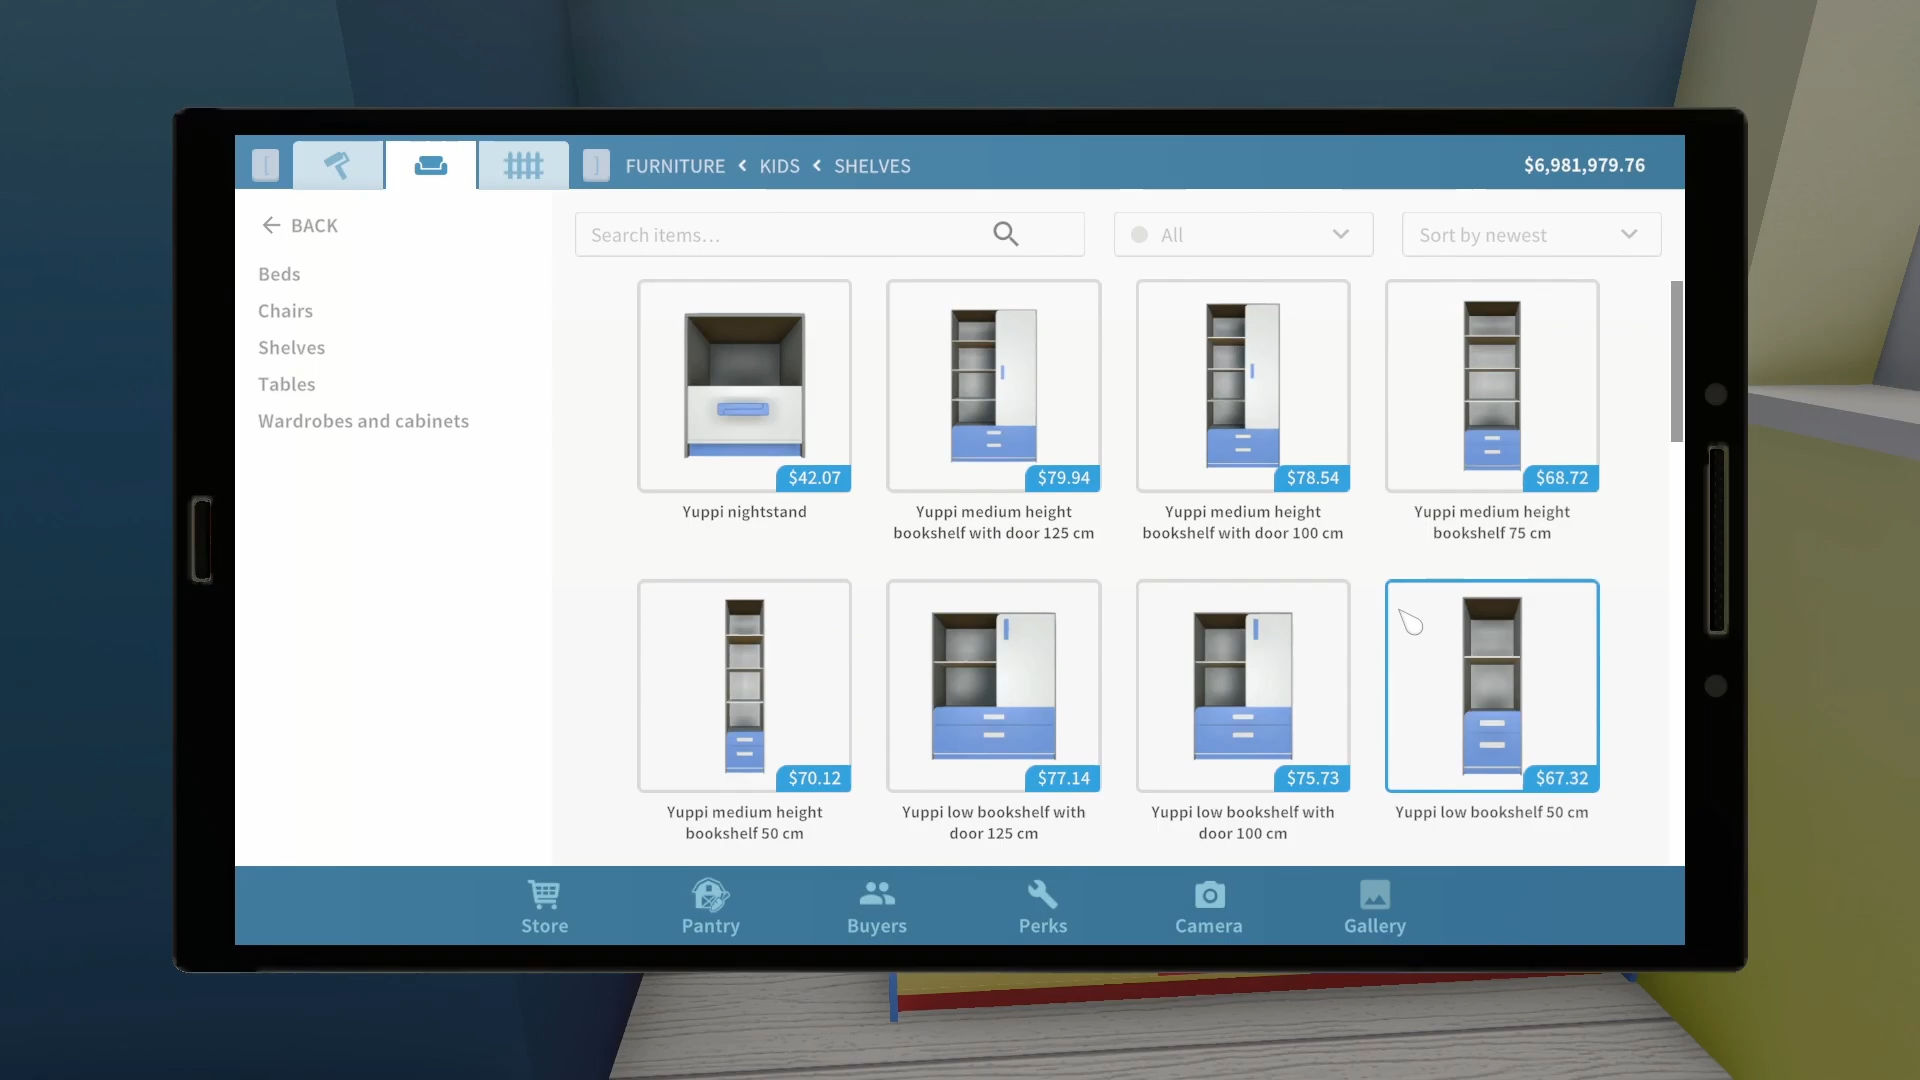 [
]
FURNITURE < KIDS < SHELVES
$6,981,979.76
BACK
Beds
Chairs
Shelves
Tables
Wardrobes and cabinets
Search items...
All
Sort by newest
$42.07
Yuppi nightstand
$79.94
Yuppi medium height
bookshelf with door 125 cm
$78.54
Yuppi medium height
bookshelf with door 100 cm
$68.72
Yuppi medium height
bookshelf 75 cm
$70.12
Yuppi medium height
bookshelf 50 cm
$77.14
Yuppi low bookshelf with
door 125 cm
$75.73
Yuppi low bookshelf with
door 100 cm
$67.32
Yuppi low bookshelf 50 cm
Store
Pantry
Buyers
Perks
Camera
Gallery